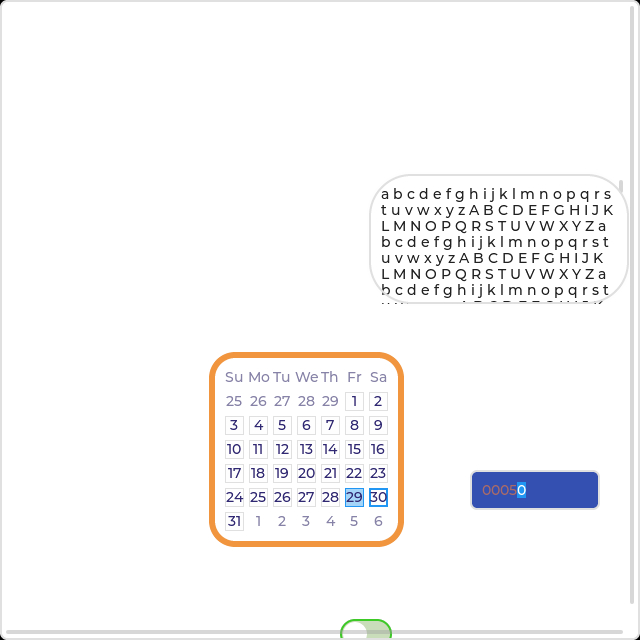 a b c d e f g h i j k l m n o p q r s
t u v w x y z A B C D E F G H I J K
L M N O P Q R S T U V W X Y Z a
b c d e f g h i j k l m n o p q r s t
u v w x y z A B C D E F G H I J K
L M N O P Q R S T U V W X Y Z a
b c d e f g h i j k l m n o p q r s t
Su Mo Tu We Th Fr Sa
25 26 27 28 29 1 2
3 4 5 6 7 8 9
10 11 12 13 14 15 16
17 18 19 20 21 22 23
24 25 26 27 28 29 30
31 1 2 3 4 5 6
00050